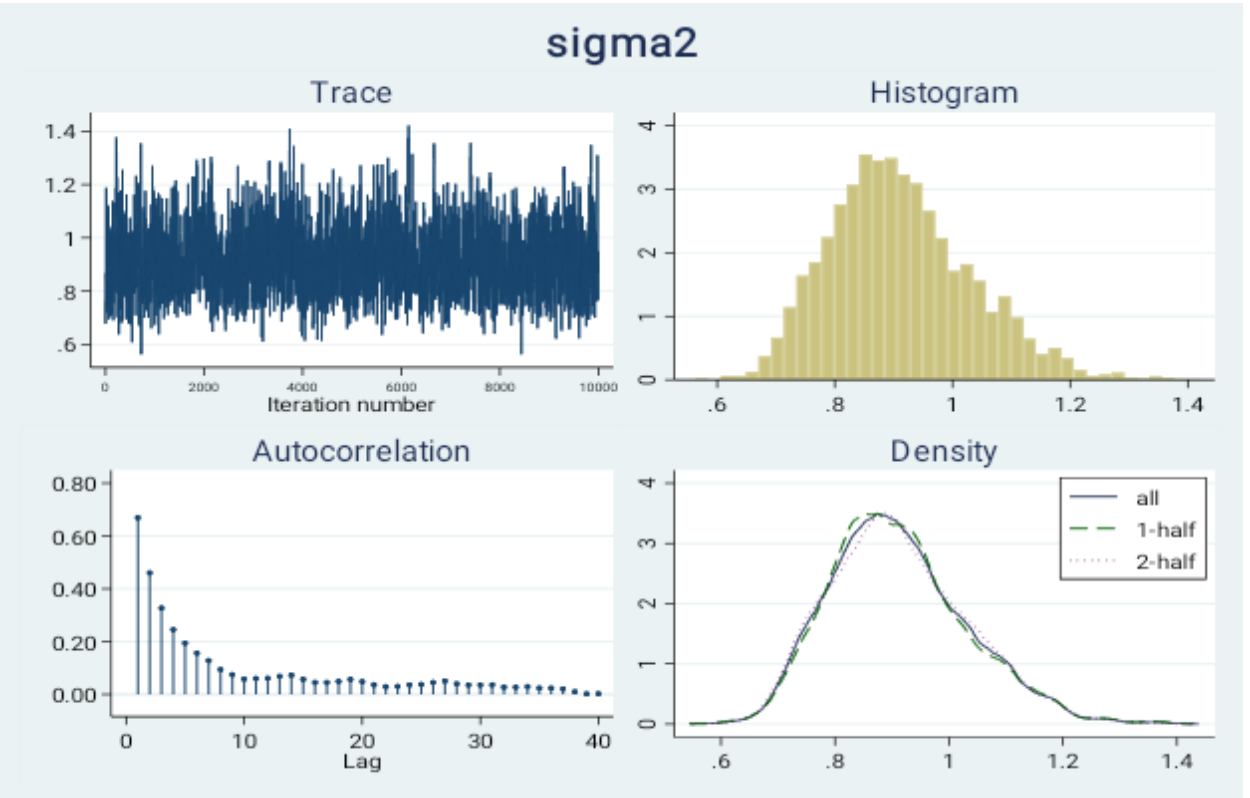 sigma2
Trace
1.4
1.2
1
.8
.6
0 2000 4000 6000 8000 10000
Iteration number
Histogram
4
3
2
1
0
.6 .8 1 1.2 1.4
Autocorrelation
0.80
0.60
0.40
0.20
0.00
0 10 20 30 40
Lag
Density
4
3
2
1
0
.6 .8 1 1.2 1.4
all
1-half
2-half